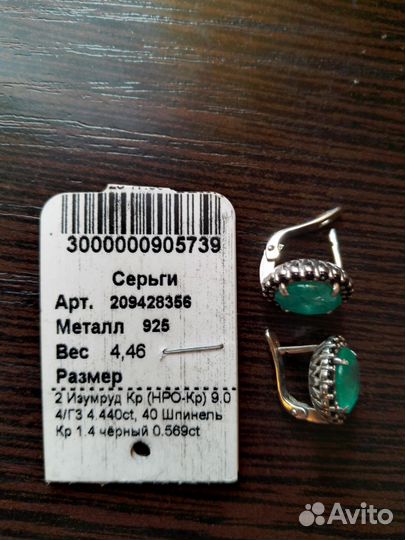 3000000905739
Серьги
Арт. 209428356
Металл 925
Вес 4,46
Размер
2 Изумруд Кр (НРО-Кр) 9.0
4/Г3 4.440ct, 40 Шпинель
Кр 1.4 чёрный 0.569ct
Avito